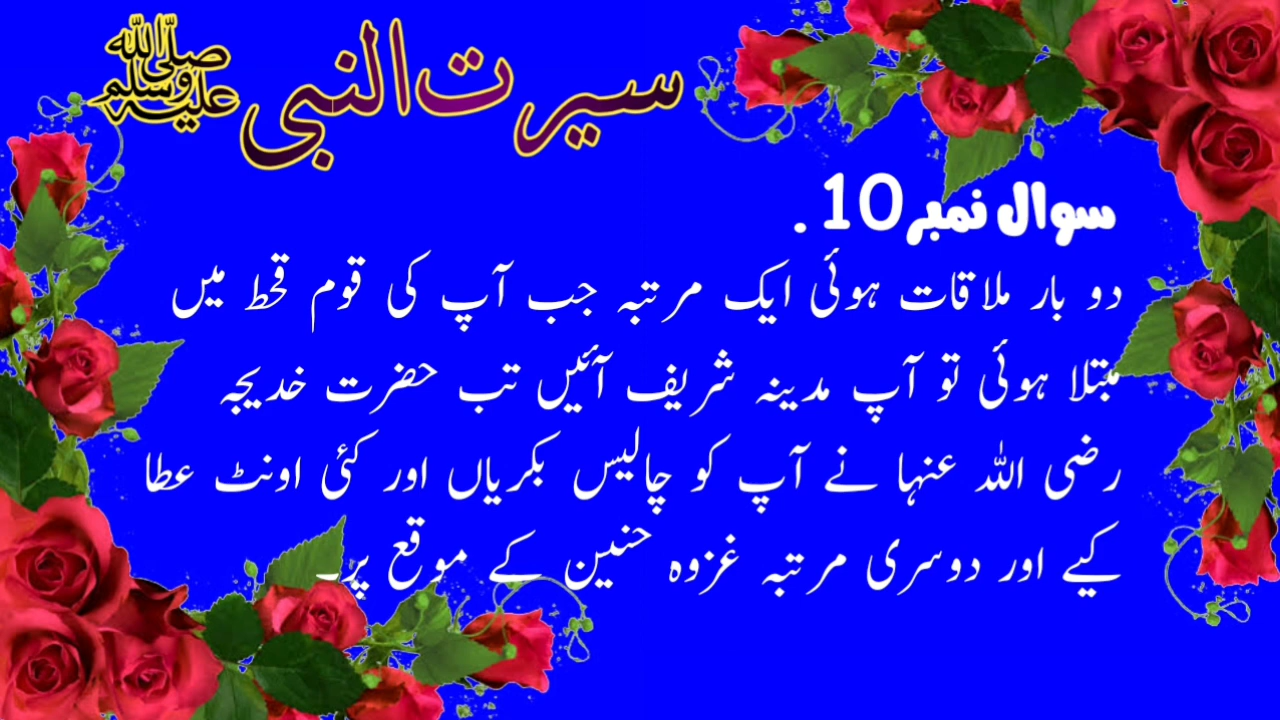 سیرت النبی صلی اللہ علیہ وسلم
سوال نمبر10 .
دو بار ملاقات ہوئی ایک مرتبہ جب آپ کی قوم قحط میں
مبتلا ہوئی تو آپ مدینہ شریف آئیں تب حضرت خدیجہ
رضی اللہ عنہا نے آپ کو چالیس بکریاں اور کئی اونٹ عطا
کیے اور دوسری مرتبہ غزوہ حنین کے موقع پر۔